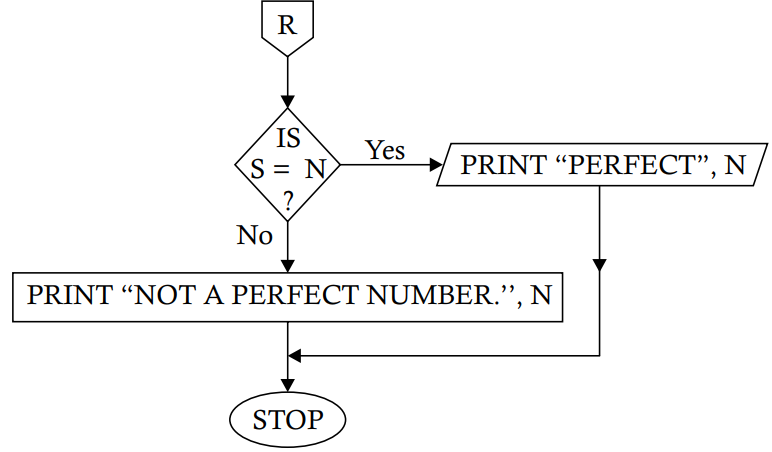 R
IS
S = N
?
Yes
PRINT “PERFECT”, N
No
PRINT “NOT A PERFECT NUMBER.’’, N
STOP